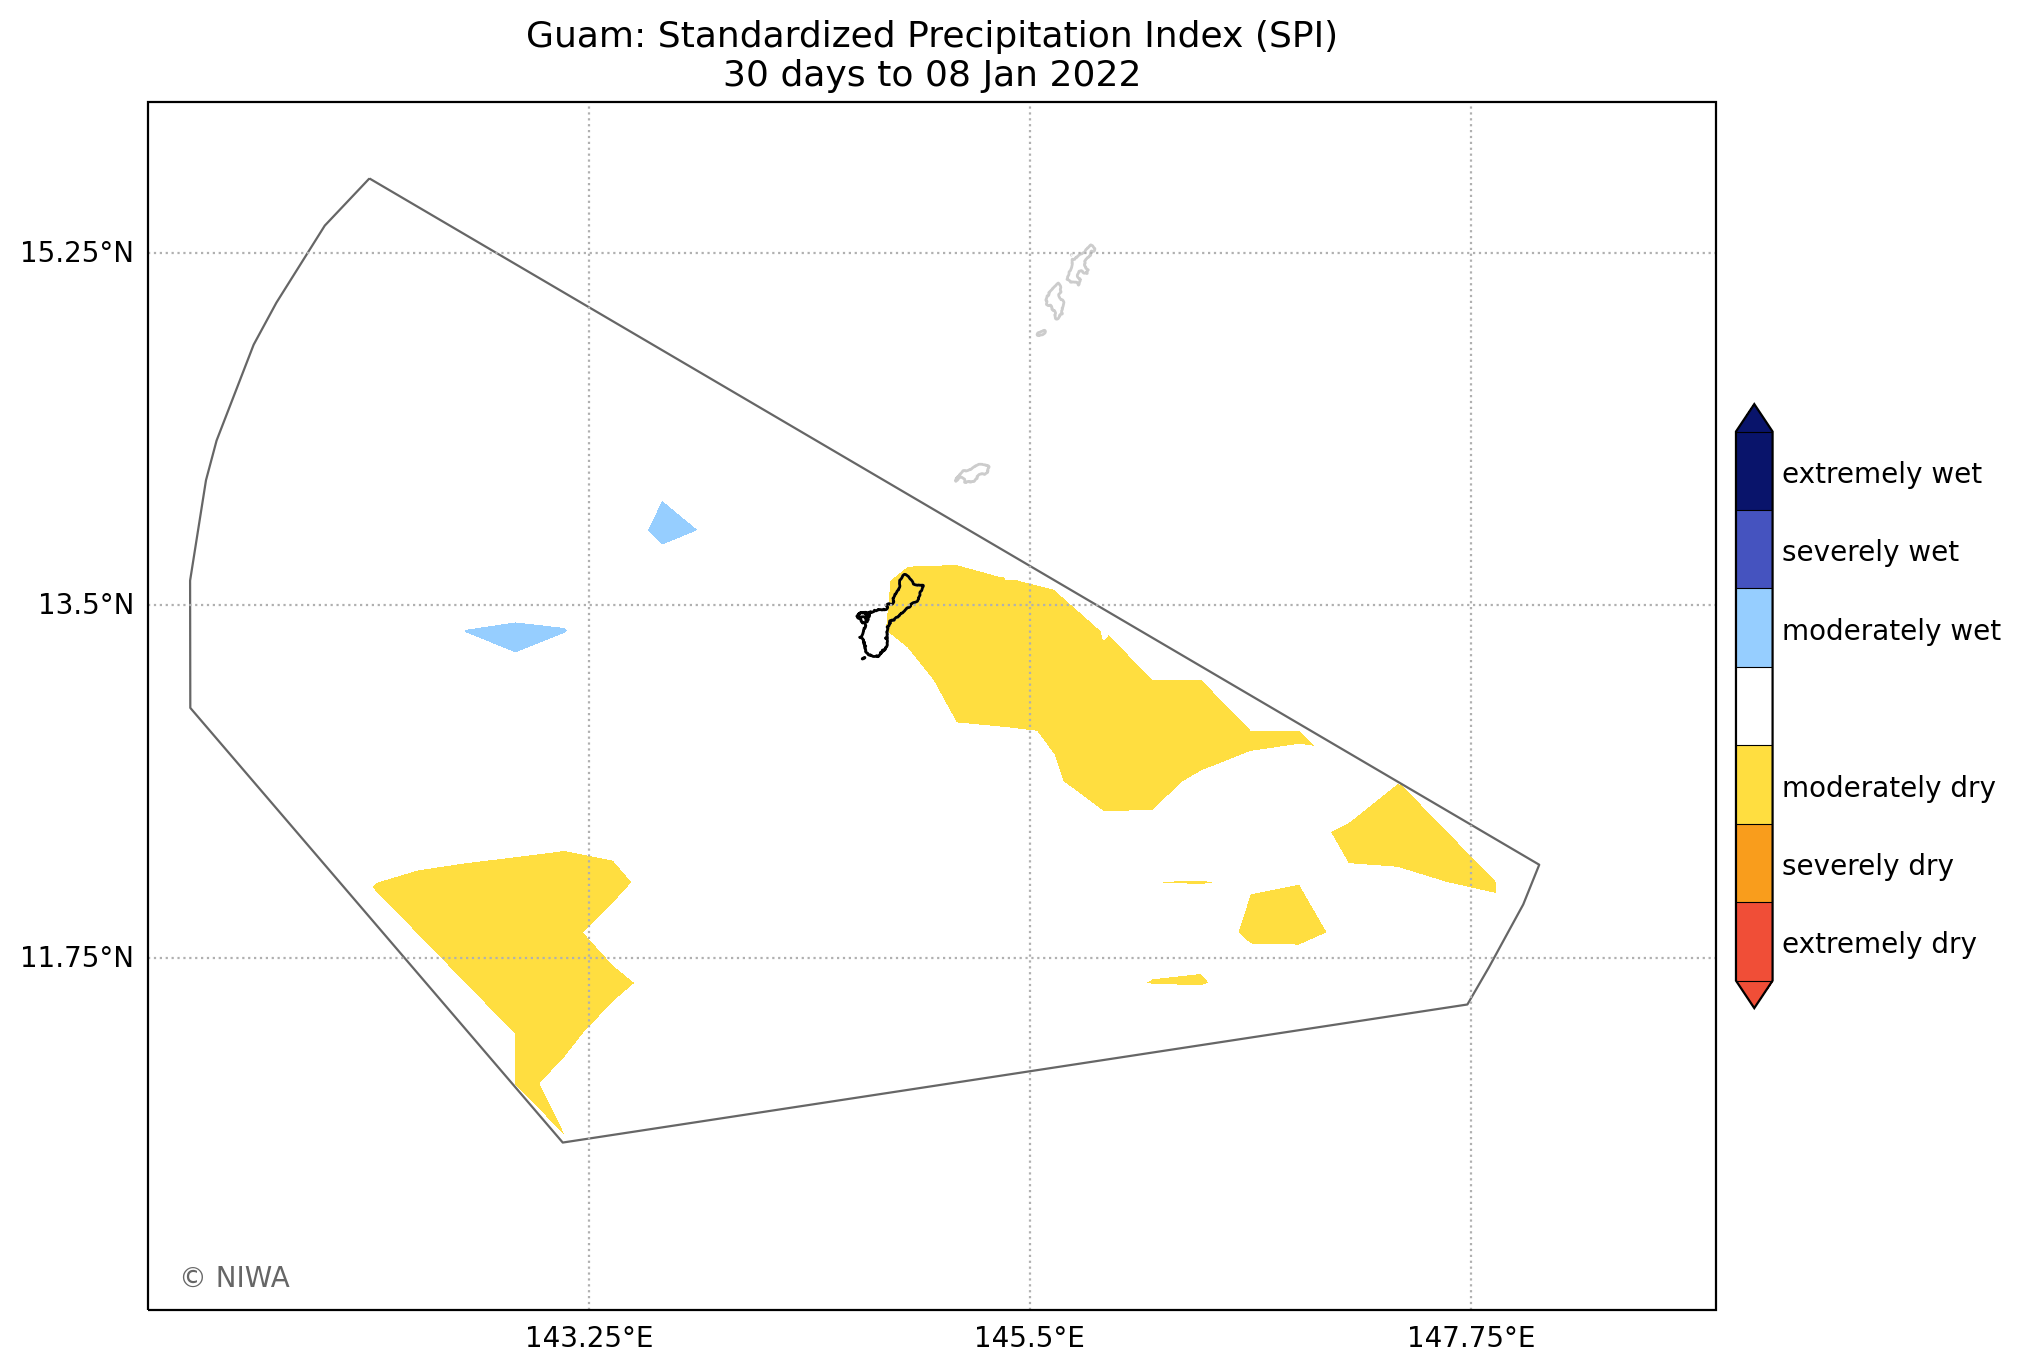 Guam: Standardized Precipitation Index (SPI)
30 days to 08 Jan 2022
15.25°N
13.5°N
11.75°N
143.25°E
145.5°E
147.75°E
extremely wet
severely wet
moderately wet
moderately dry
severely dry
extremely dry
© NIWA